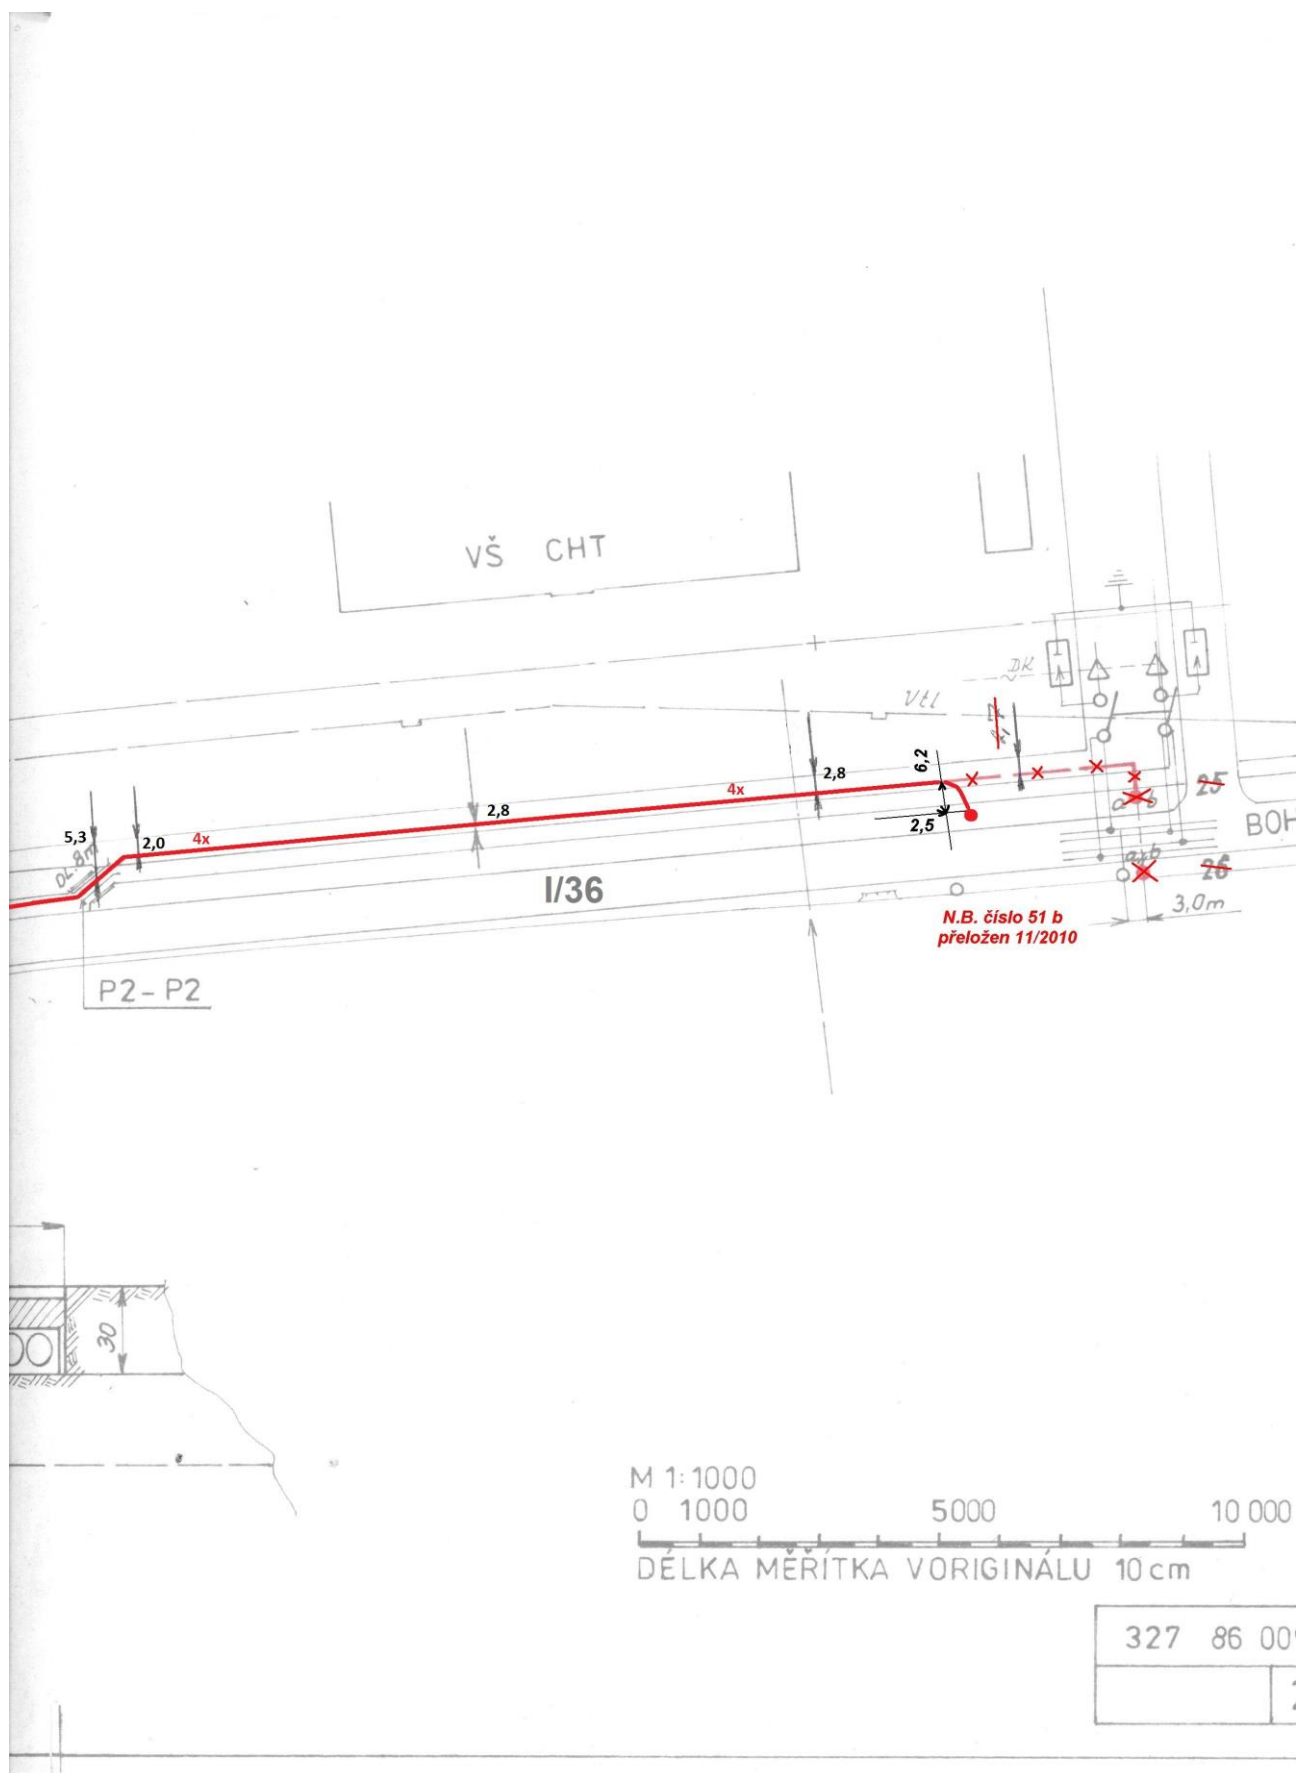 VŠ CHT
DK
Vtl
6,2
2,8
4x
2,8
25
a b
5,3
2,0
4x
2,5
BOH
DL.8m
I/36
a+b
26
3,0m
N.B. číslo 51 b
přeložen 11/2010
P2-P2
30
M 1:1000
0 1000 5000 10 000
DÉLKA MĚŘÍTKA V ORIGINÁLU 10 cm
327 86 00